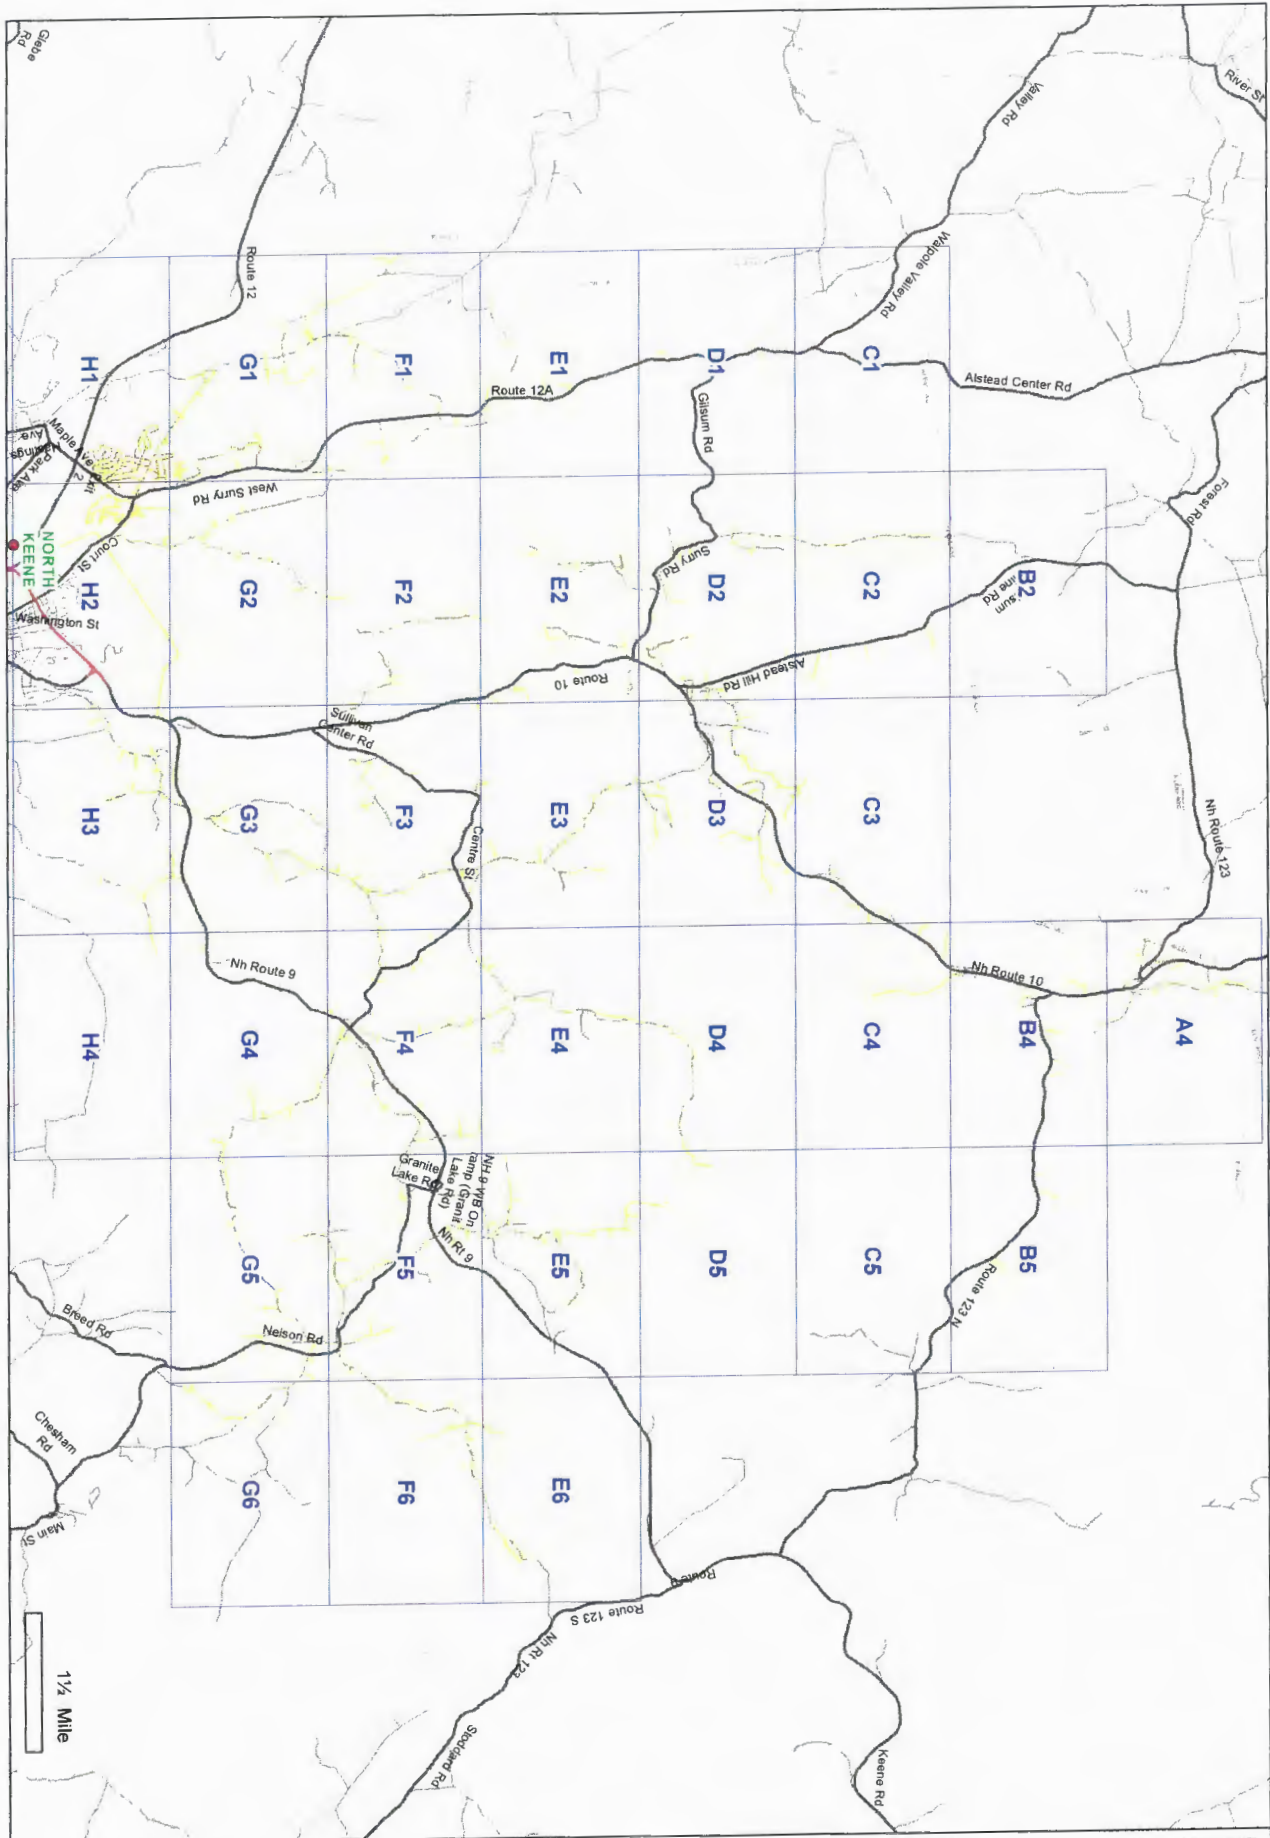 A4
B2
B4
B5
C1
C2
C3
C4
C5
D1
D2
D3
D4
D5
E1
E2
E3
E4
E5
E6
F1
F2
F3
F4
F5
F6
G1
G2
G3
G4
G5
G6
H1
H2
H3
H4
River St
Valley Rd
Walpole Valley Rd
Alstead Center Rd
Forest Rd
Nh Route 123
Nh Route 10
Route 123 N
Keene Rd
Gilsum Rd
Surry Rd
Alstead Hill Rd
Route 9
Route 123 S
Nh Rt 123
Stoddard Rd
Route 12A
Route 10
Centre St
Sullivan
Center Rd
NH 9 WB On
Lake Rd)
Granite
Lake Rd
Nh Rt 9
Nh Route 9
Nelson Rd
Route 12
West Surry Rd
Glebe
Rd
Maple Ave
Hastings
Ave
Park Ave
Court St
NORTH
KEENE
Washington St
Breed Rd
Chesham
Rd
Main St
1½ Mile